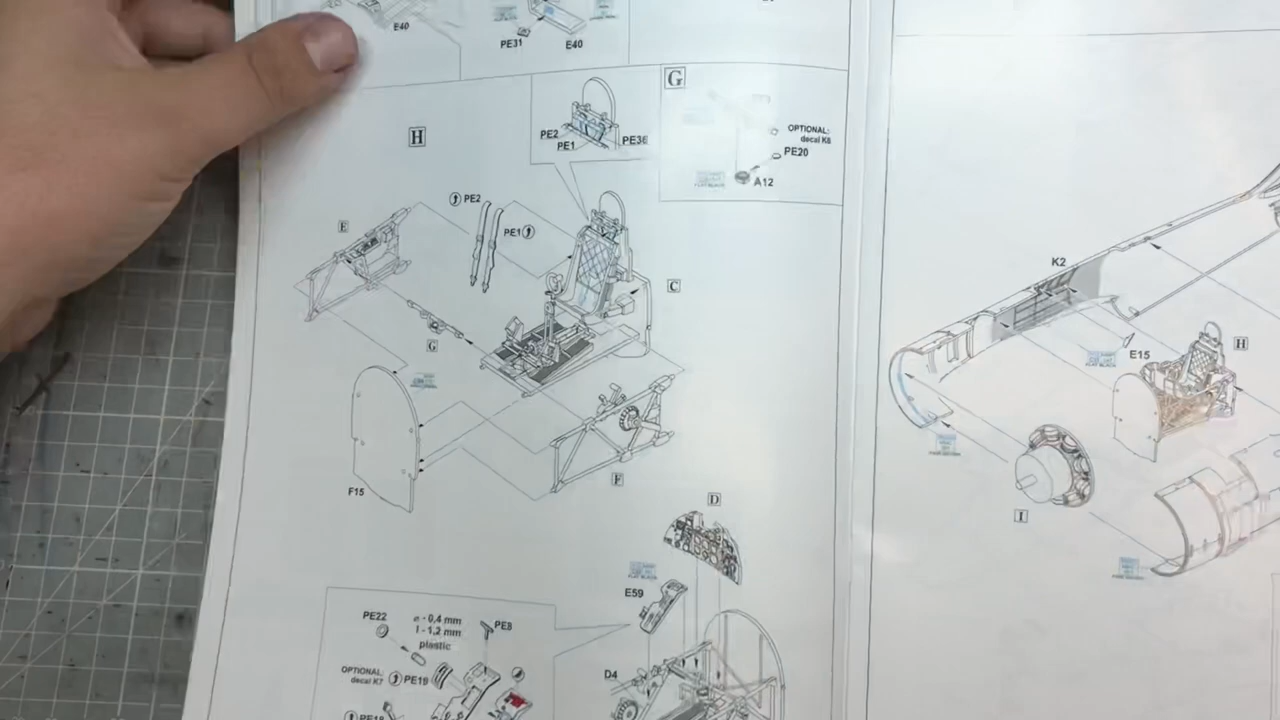 E40
PE31
E40
G
H
PE2
PE1
PE36
OPTIONAL:
decal K8
PE20
A12
PE2
PE1
E
C
G
K2
E15
H
F15
F
I
D
E59
PE22
ø - 0,4 mm
l - 1,2 mm
plastic
PE8
OPTIONAL
decal K7
PE19
D4